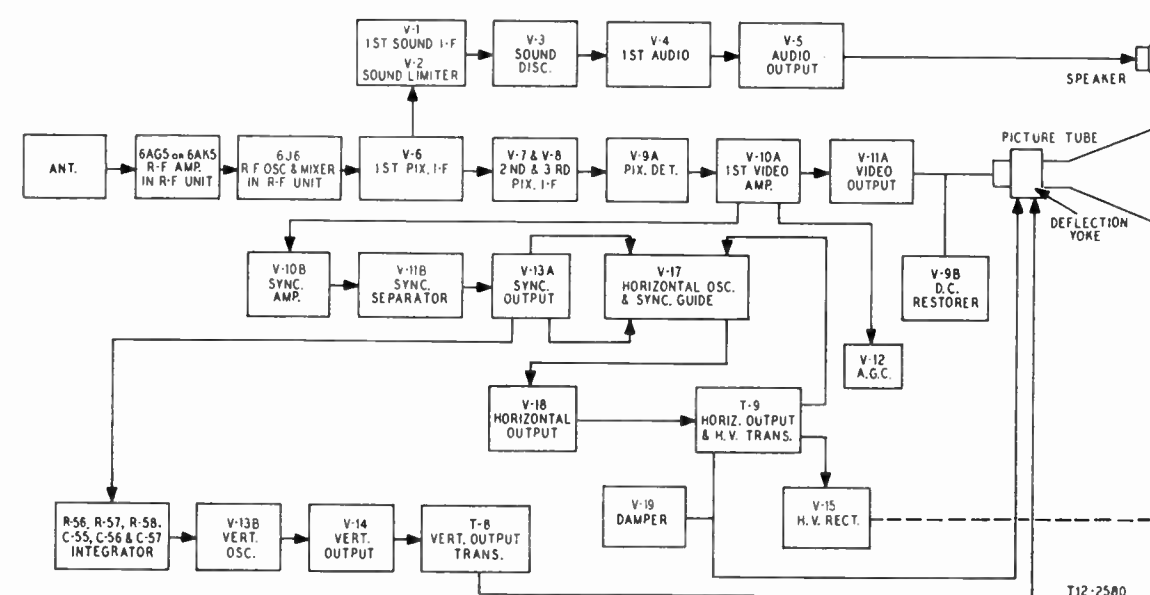 V-1
1ST SOUND I-F
V-2
SOUND LIMITER
V-3
SOUND
DISC.
V-4
1ST AUDIO
V-5
AUDIO
OUTPUT
SPEAKER
ANT.
6AG5 OR 6AK5
R-F AMP.
IN R-F UNIT
6J6
R F OSC & MIXER
IN R-F UNIT
V-6
1ST PIX. I-F
V-7 & V-8
2ND & 3 RD
PIX. I-F
V-9A
PIX. DET.
V-10A
1ST VIDEO
AMP.
V-11A
VIDEO
OUTPUT
PICTURE TUBE
DEFLECTION
YOKE
V-10B
SYNC.
AMP.
V-11B
SYNC.
SEPARATOR
V-13A
SYNC.
OUTPUT
V-17
HORIZONTAL OSC.
& SYNC. GUIDE
V-9B
D.C.
RESTORER
V-12
A.G.C.
V-18
HORIZONTAL
OUTPUT
T-9
HORIZ. OUTPUT
& H.V. TRANS.
V-19
DAMPER
V-15
H.V. RECT.
R-56, R-57, R-58,
C-55, C-56 & C-57
INTEGRATOR
V-13B
VERT.
OSC.
V-14
VERT.
OUTPUT
T-8
VERT. OUTPUT
TRANS.
T12-2580